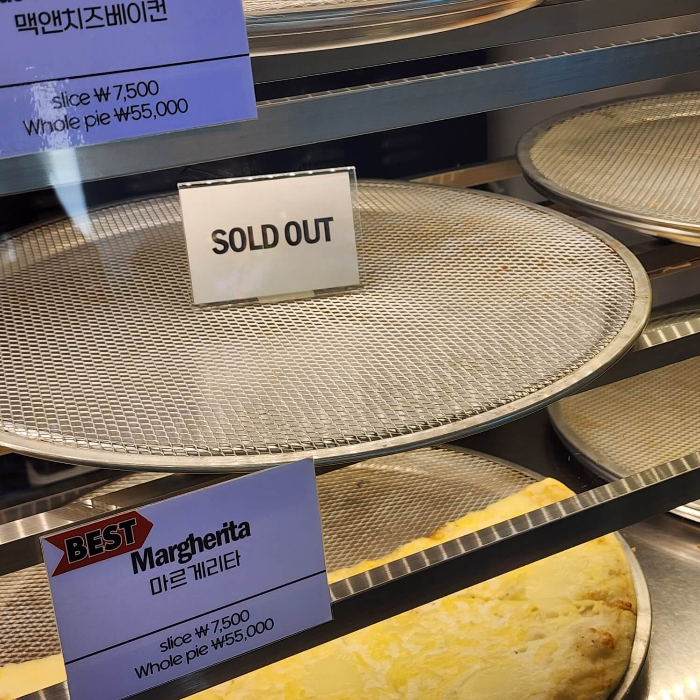 맥앤치즈베이컨
slice ₩7,500
Whole pie ₩55,000
SOLD OUT
BEST
Margherita
마르게리타
slice ₩7,500
Whole pie ₩55,000